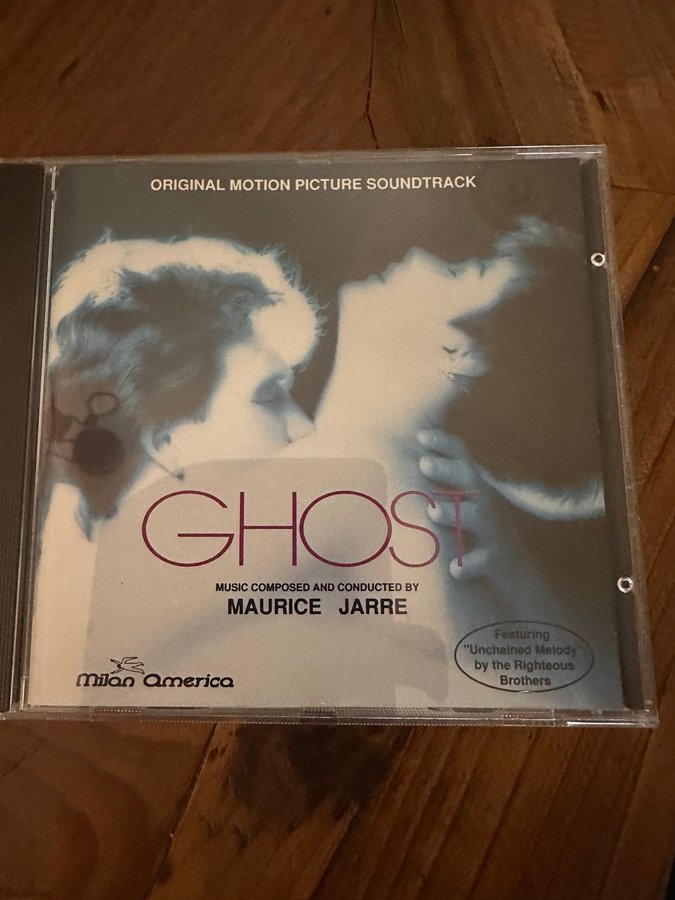 ORIGINAL MOTION PICTURE SOUNDTRACK
GHOST
MUSIC COMPOSED AND CONDUCTED BY
MAURICE JARRE
Milan America
Featuring
"Unchained Melody"
by the Righteous
Brothers